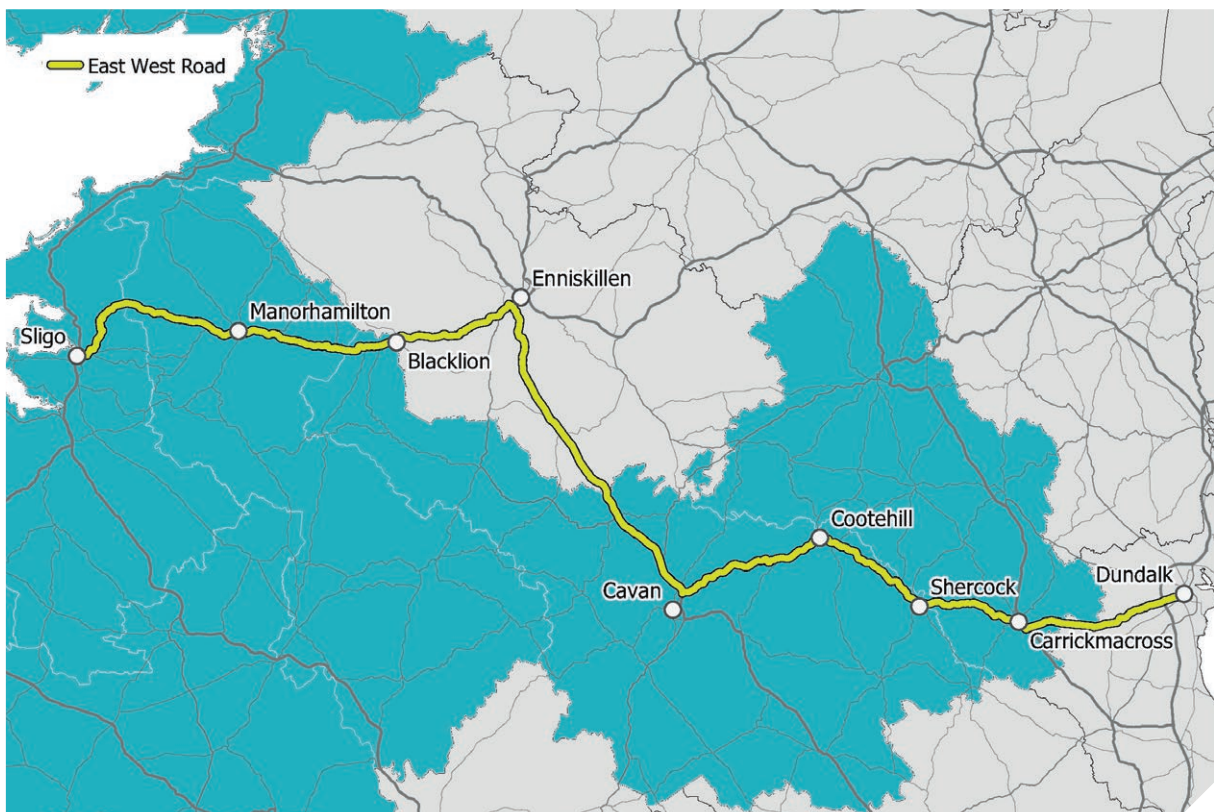 East West Road
Enniskillen
Manorhamilton
Sligo
Blacklion
Cootehill
Cavan
Shercock
Dundalk
Carrickmacross